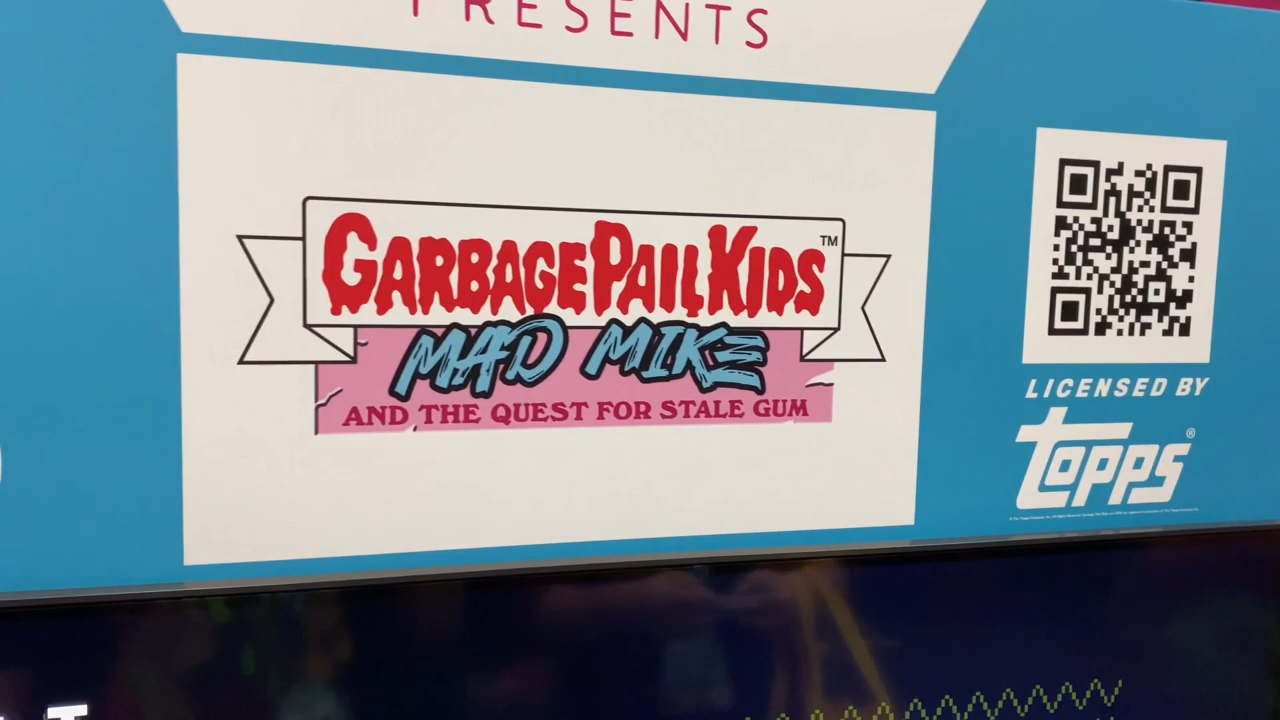 PRESENTS
GARBAGE PAIL KIDS™
MAD MIKE
AND THE QUEST FOR STALE GUM
LICENSED BY
Topps®